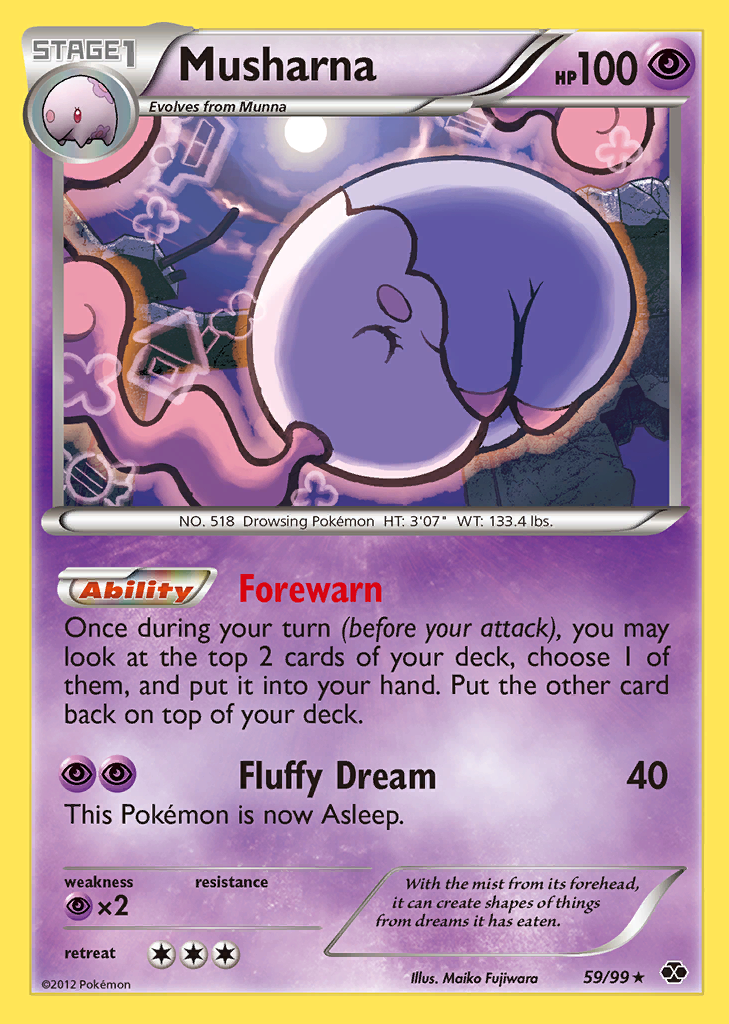 STAGE1
Musharna
HP100
Evolves from Munna
NO. 518 Drowsing Pokémon HT: 3'07" WT: 133.4 lbs.
Ability Forewarn
Once during your turn (before your attack), you may
look at the top 2 cards of your deck, choose 1 of
them, and put it into your hand. Put the other card
back on top of your deck.
Fluffy Dream 40
This Pokémon is now Asleep.
weakness resistance
×2
retreat
With the mist from its forehead,
it can create shapes of things
from dreams it has eaten.
©2012 Pokémon
Illus. Maiko Fujiwara
59/99 ★